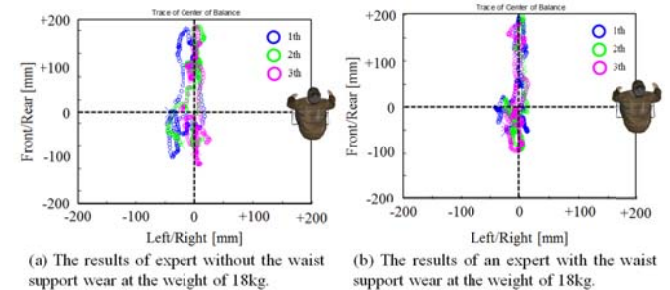 Trace of Center of Balance
+200
+100
0
-100
-200
Front/Rear [mm]
1th
2th
3th
-200 -100 0 +100 +200
Left/Right [mm]
(a) The results of expert without the waist
support wear at the weight of 18kg.
Trace of Center of Balance
+200
+100
0
-100
-200
Front/Rear [mm]
1th
2th
3th
-200 -100 0 +100 +200
Left/Right [mm]
(b) The results of an expert with the waist
support wear at the weight of 18kg.